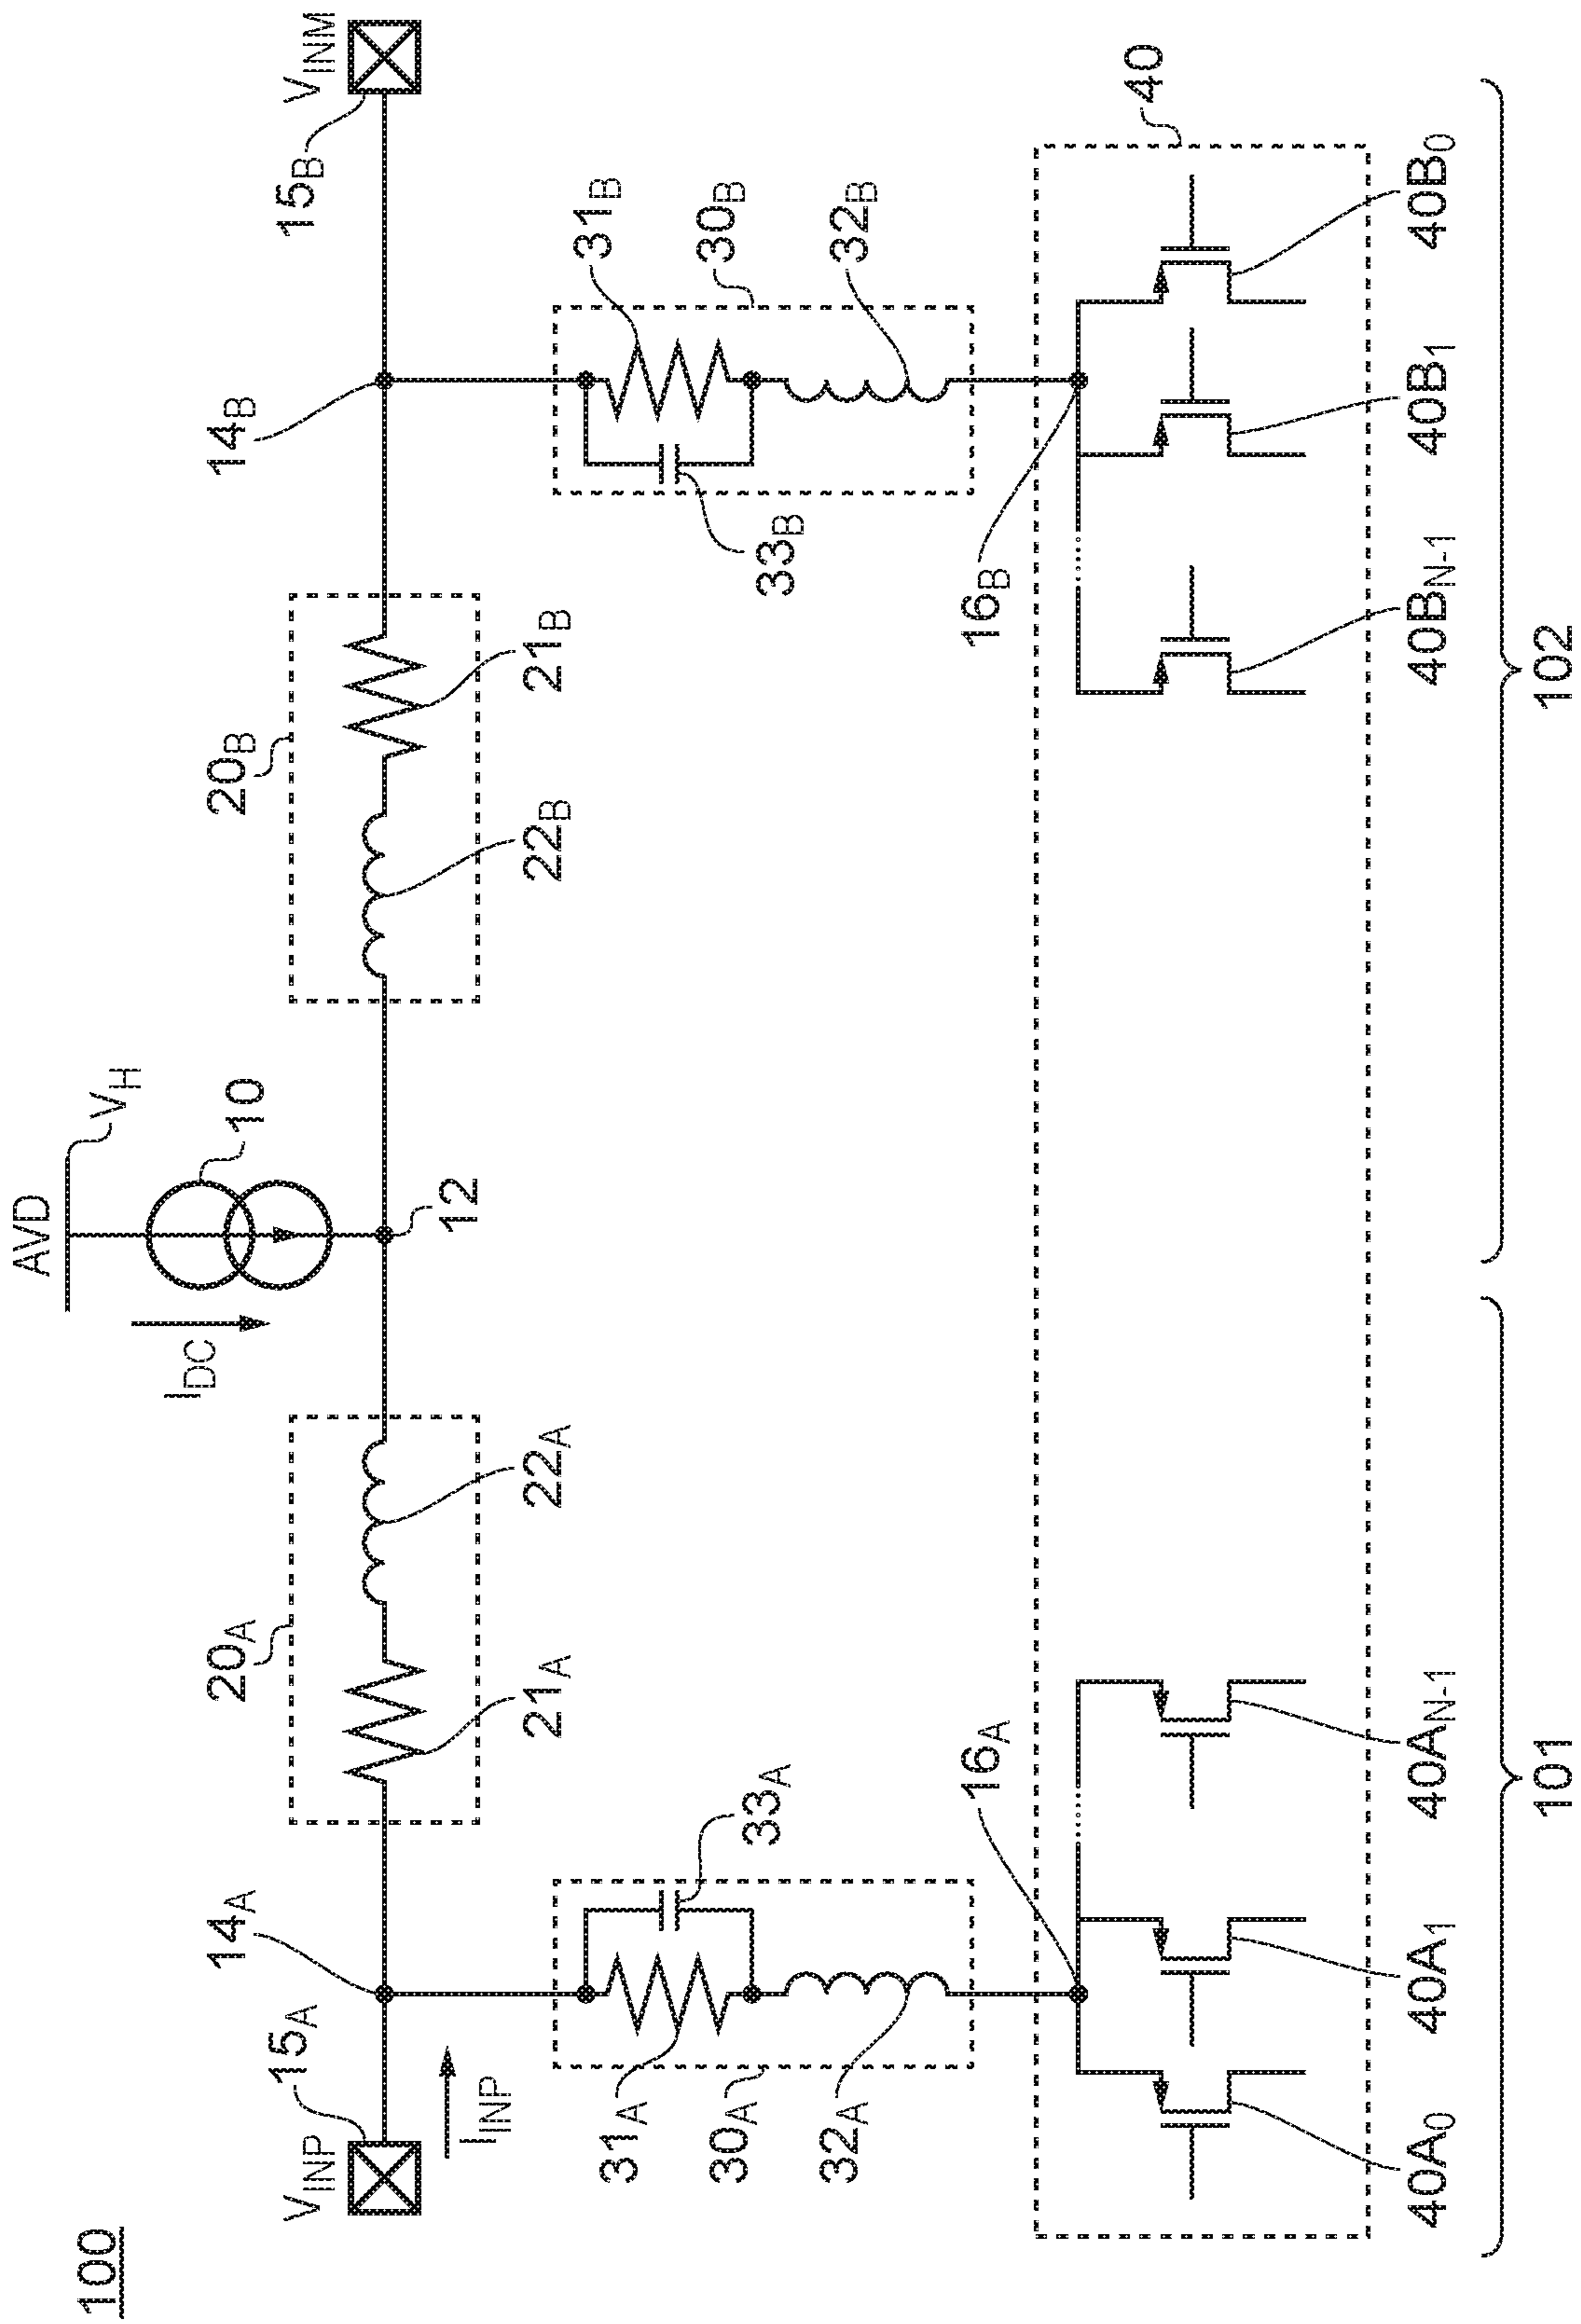 100
AVD
V_H
10
I_DC
12
V_INP
15_A
I_INP
14_A
20_A
21_A
22_A
20_B
22_B
21_B
14_B
15_B
V_INM
31_A
30_A
32_A
33_A
16_A
33_B
31_B
30_B
32_B
16_B
40
40A_0
40A_1
40A_N-1
40B_N-1
40B_1
40B_0
101
102